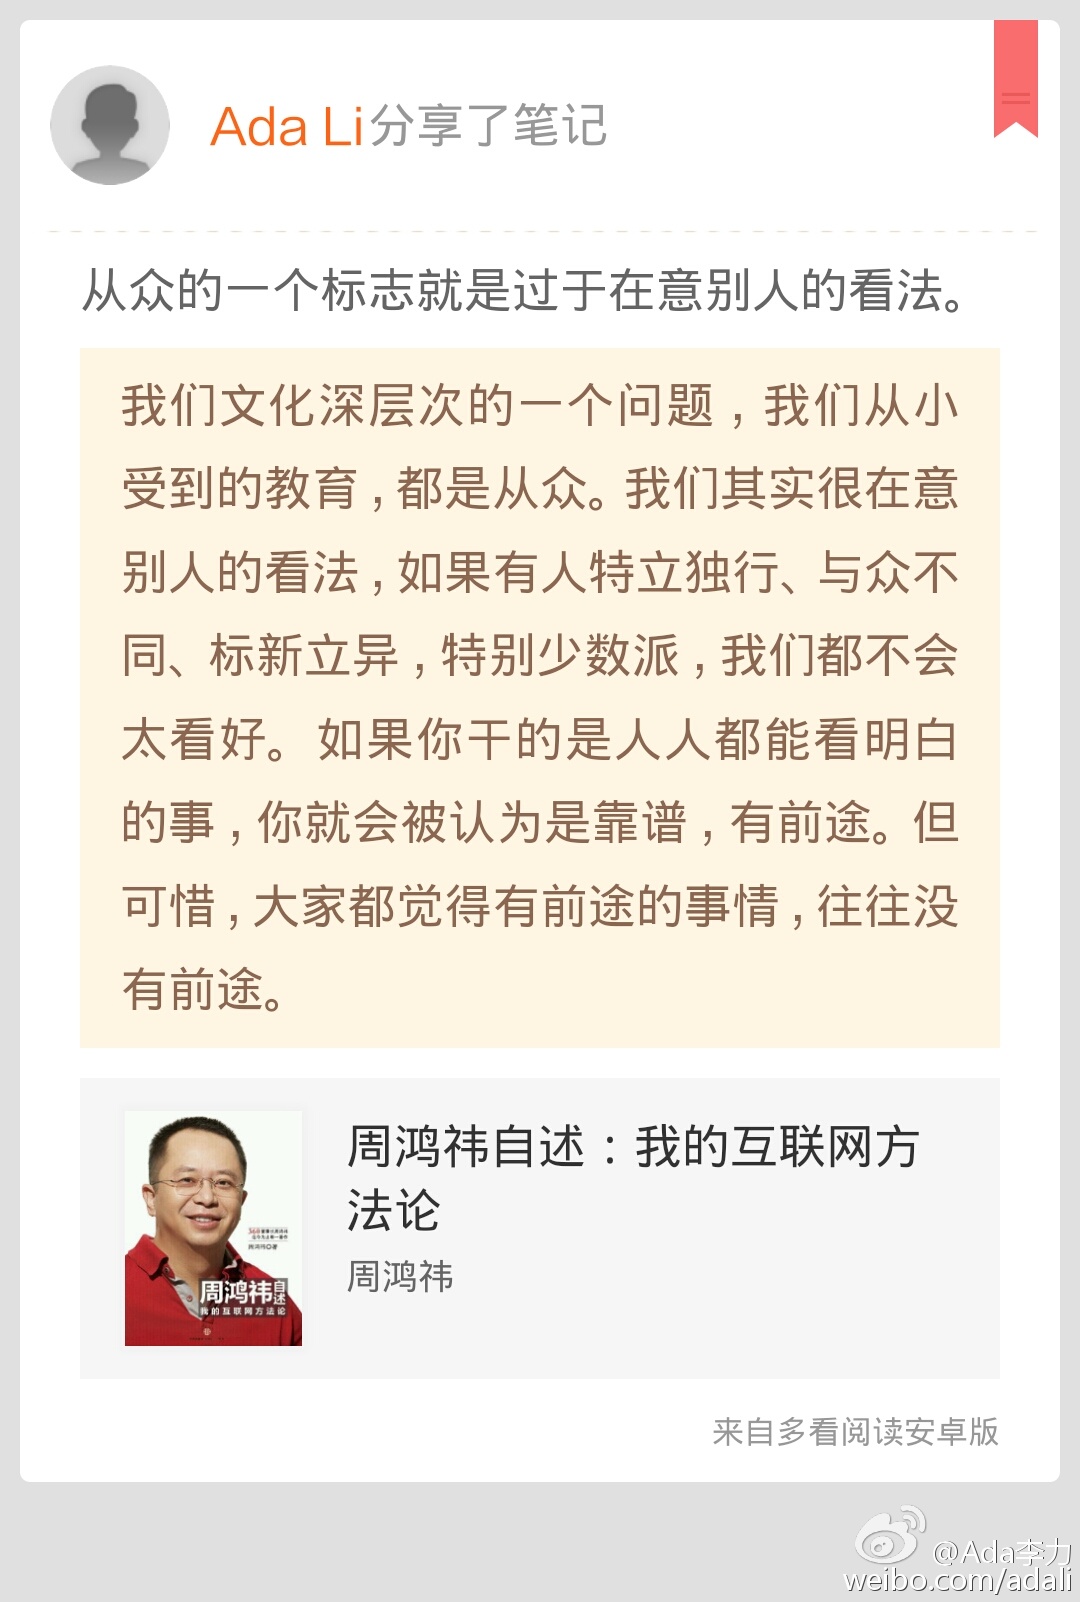 Ada Li分享了笔记
从众的一个标志就是过于在意别人的看法。
我们文化深层次的一个问题，我们从小
受到的教育，都是从众。我们其实很在意
别人的看法，如果有人特立独行、与众不
同、标新立异，特别少数派，我们都不会
太看好。如果你干的是人人都能看明白
的事，你就会被认为是靠谱，有前途。但
可惜，大家都觉得有前途的事情，往往没
有前途。
周鸿祎自述：我的互联网方
法论
周鸿祎
周鸿祎自述
我的互联网方法论
来自多看阅读安卓版
@Ada李力
weibo.com/adali